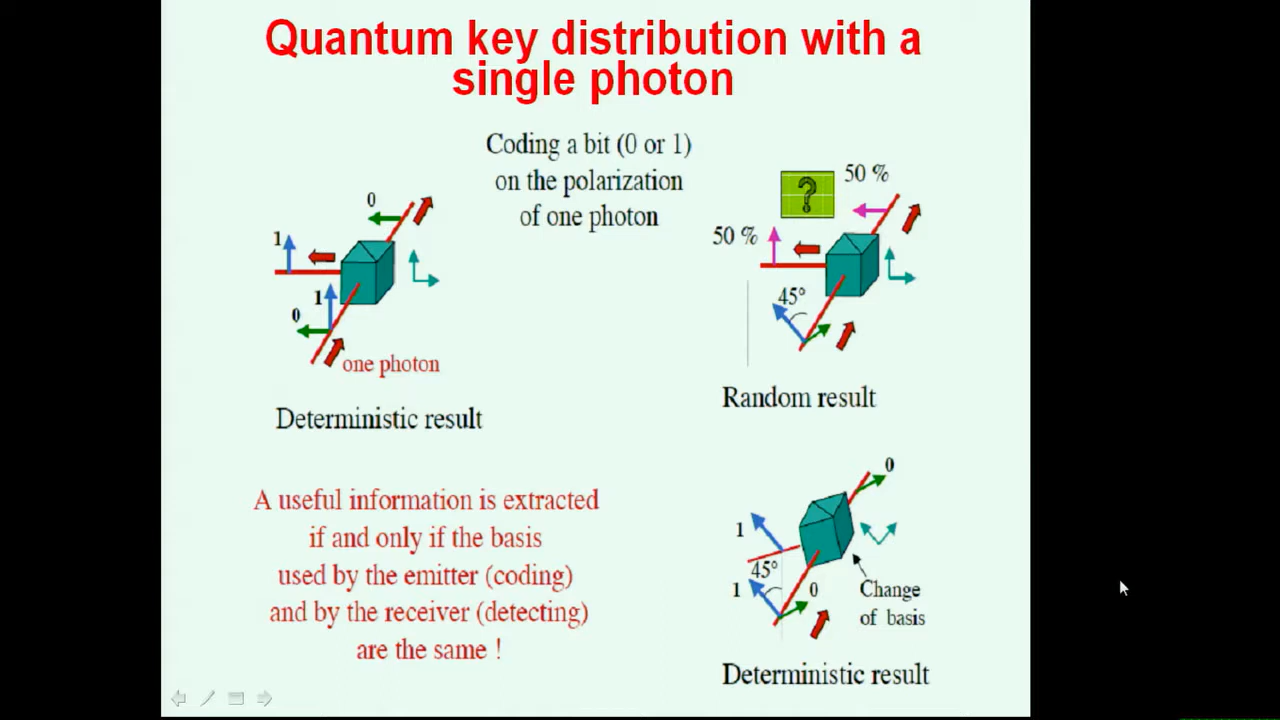 Quantum key distribution with a
single photon
Coding a bit (0 or 1)
on the polarization
of one photon
0
1
1
0
one photon
Deterministic result
?
50 %
50 %
45°
Random result
A useful information is extracted
if and only if the basis
used by the emitter (coding)
and by the receiver (detecting)
are the same !
0
1
45°
1
0
Change
of basis
Deterministic result